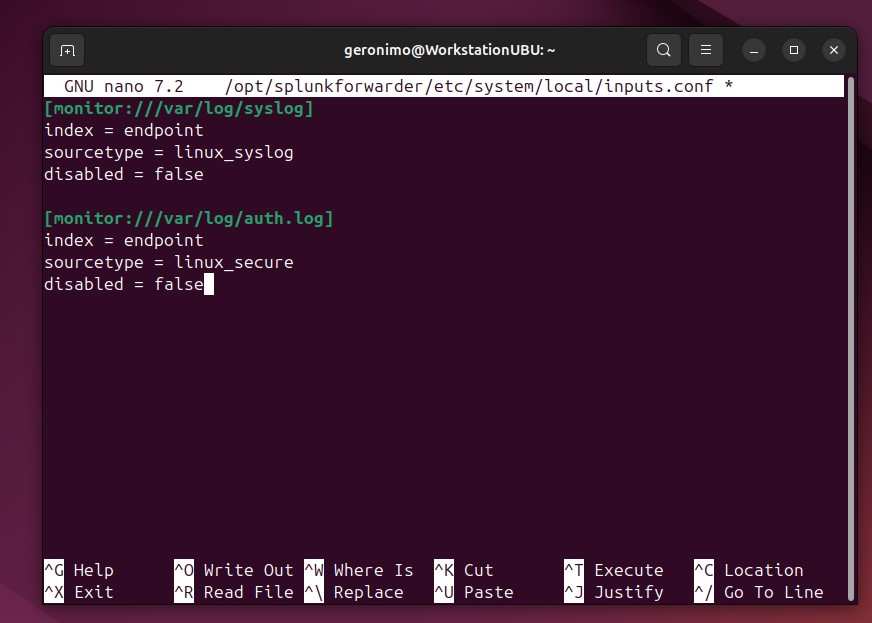 geronimo@WorkstationUBU: ~
GNU nano 7.2 /opt/splunkforwarder/etc/system/local/inputs.conf *
[monitor:///var/log/syslog]
index = endpoint
sourcetype = linux_syslog
disabled = false
[monitor:///var/log/auth.log]
index = endpoint
sourcetype = linux_secure
disabled = false
^G Help ^O Write Out ^W Where Is ^K Cut ^T Execute ^C Location
^X Exit ^R Read File ^\ Replace ^U Paste ^J Justify ^/ Go To Line